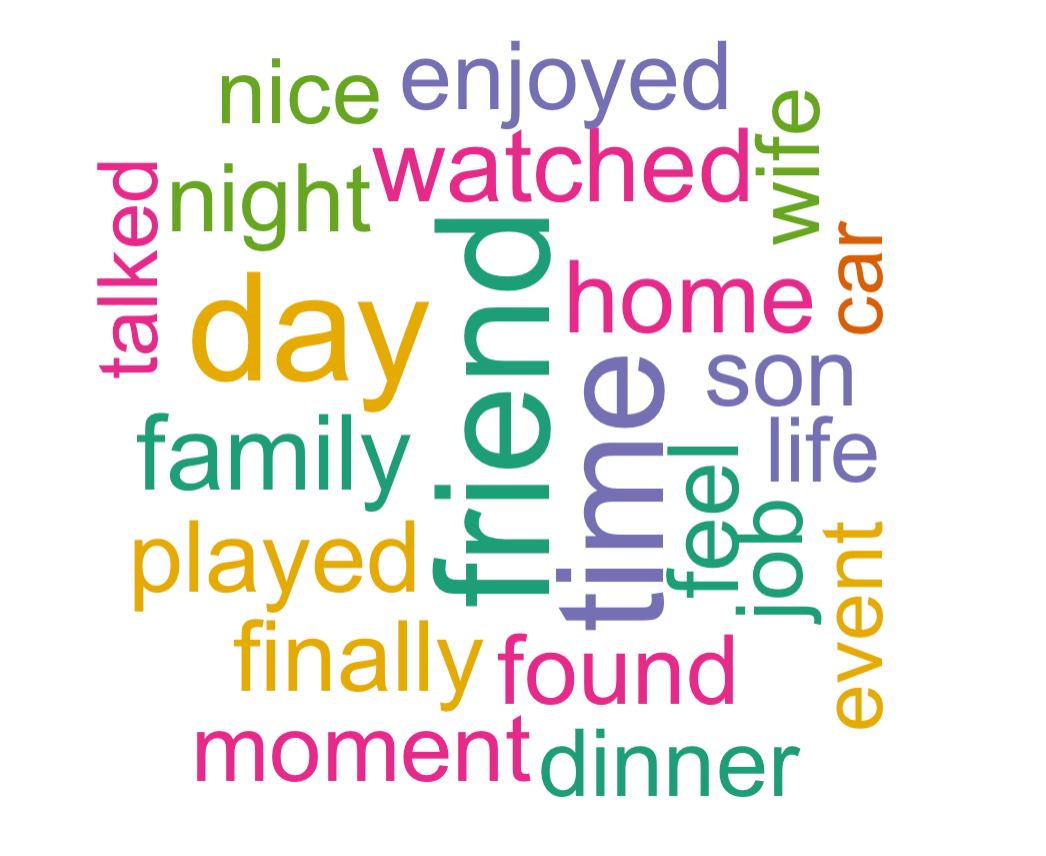 nice
enjoyed
watched
wife
talked
night
friend
home
car
day
time
son
family
feel
life
played
job
event
finally
found
moment
dinner